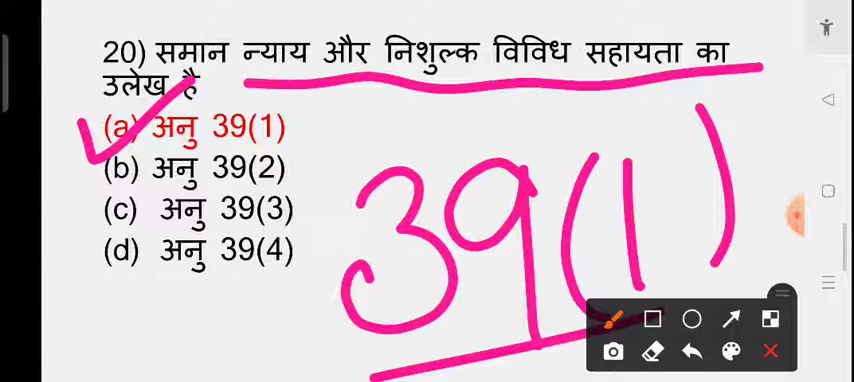 20) समान न्याय और निशुल्क विविध सहायता का
उलेख है
(a) अनु 39(1)
(b) अनु 39(2)
(c) अनु 39(3)
(d) अनु 39(4)
39(1)